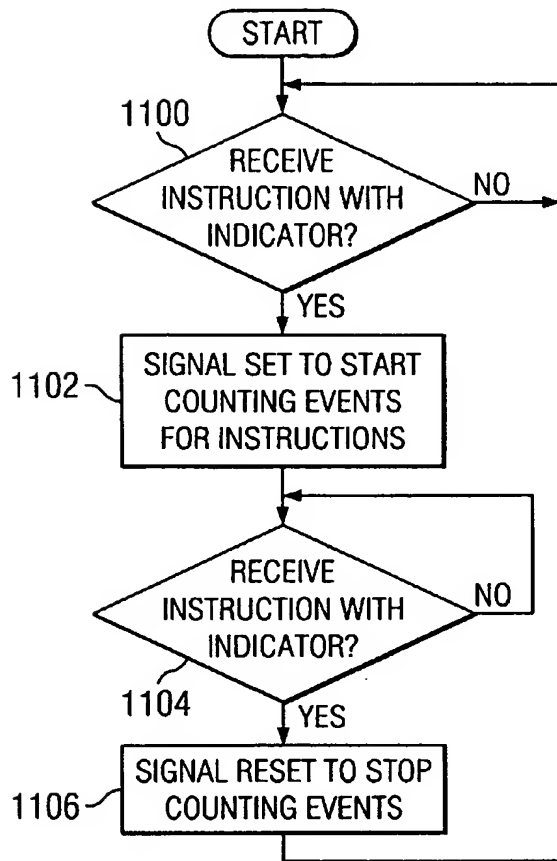 START
1100
RECEIVE
INSTRUCTION WITH
INDICATOR?
NO
YES
1102
SIGNAL SET TO START
COUNTING EVENTS
FOR INSTRUCTIONS
RECEIVE
INSTRUCTION WITH
INDICATOR?
NO
1104
YES
1106
SIGNAL RESET TO STOP
COUNTING EVENTS